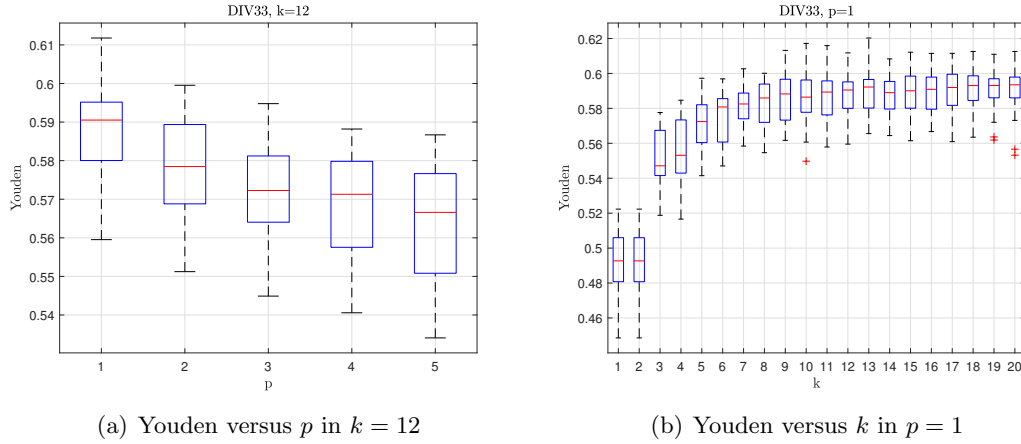 DIV33, k=12
0.61
0.6
0.59
0.58
0.57
0.56
0.55
0.54
Youden
1 2 3 4 5
p
(a) Youden versus p in k = 12
DIV33, p=1
0.62
0.6
0.58
0.56
0.54
0.52
0.5
0.48
0.46
Youden
1 2 3 4 5 6 7 8 9 10 11 12 13 14 15 16 17 18 19 20
k
(b) Youden versus k in p = 1